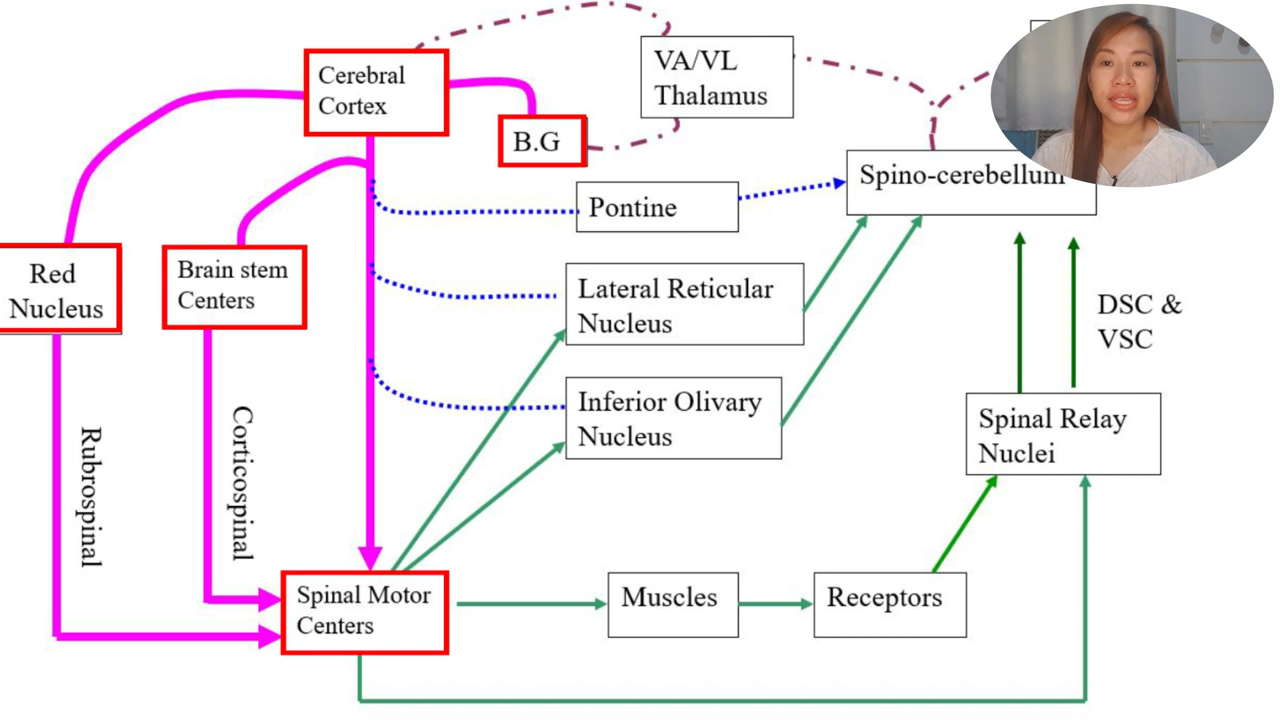 Cerebral
Cortex
VA/VL
Thalamus
B.G
Spino-cerebellum
Pontine
Red
Nucleus
Brain stem
Centers
Lateral Reticular
Nucleus
DSC &
VSC
Inferior Olivary
Nucleus
Spinal Relay
Nuclei
Rubrospinal
Corticospinal
Spinal Motor
Centers
Muscles
Receptors